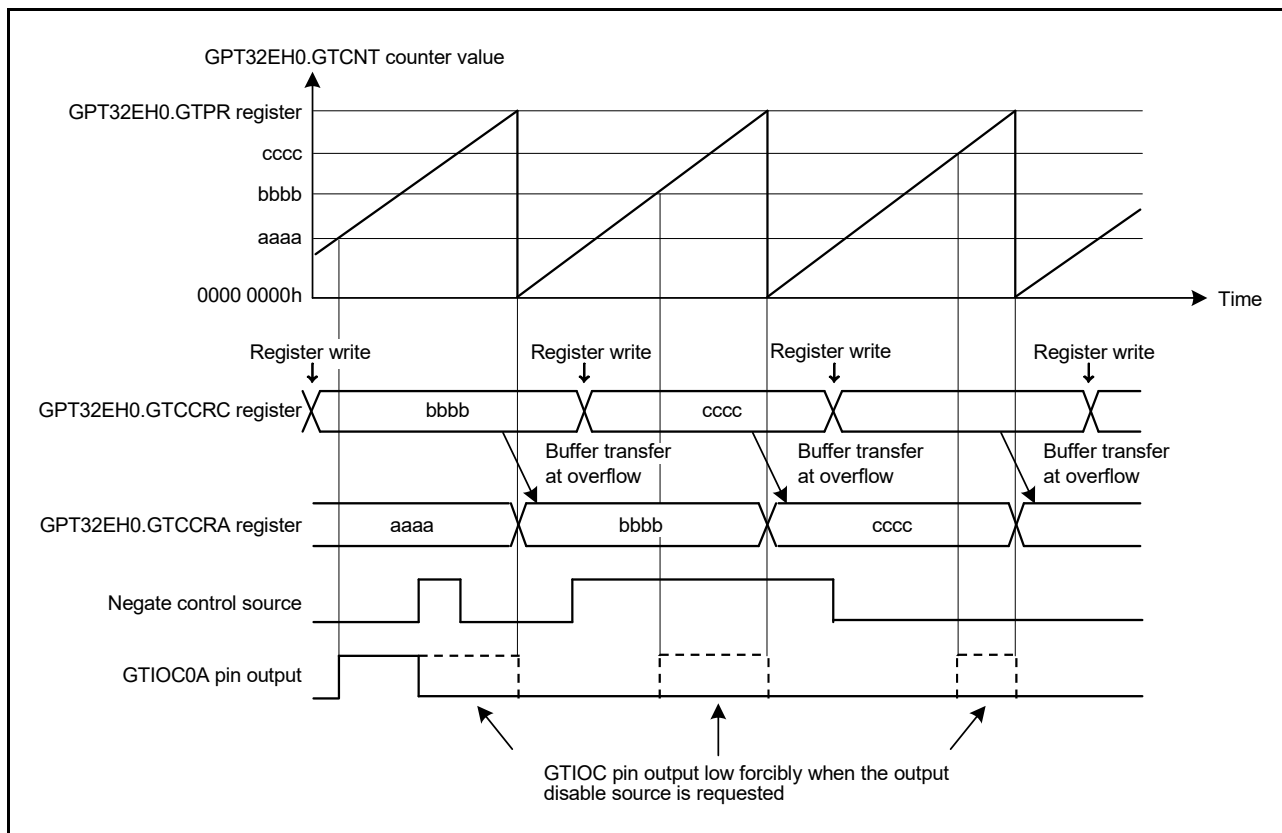 GPT32EH0.GTCNT counter value
GPT32EH0.GTPR register
cccc
bbbb
aaaa
0000 0000h
Time
Register write
Register write
Register write
Register write
GPT32EH0.GTCCRC register
bbbb
cccc
Buffer transfer
at overflow
Buffer transfer
at overflow
Buffer transfer
at overflow
GPT32EH0.GTCCRA register
aaaa
bbbb
cccc
Negate control source
GTIOC0A pin output
GTIOC pin output low forcibly when the output
disable source is requested